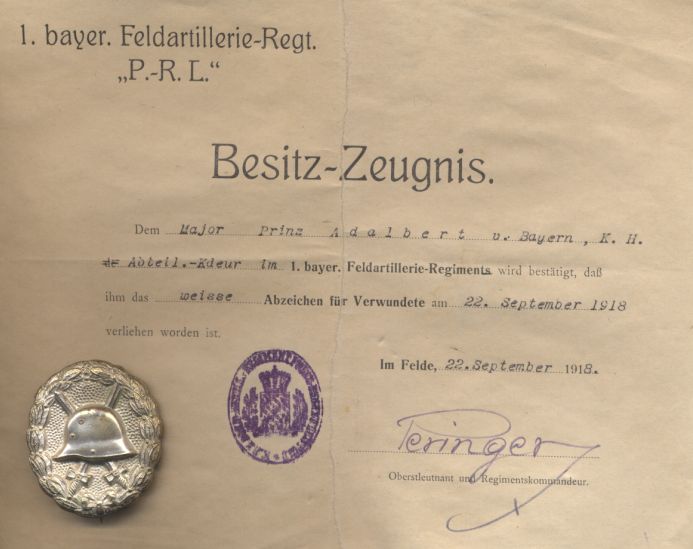 1. bayer. Feldartillerie-Regt.
„P.-R. L.“
Besitz-Zeugnis.
Dem Major Prinz Adalbert v. Bayern, K. H.
Abteil.-Kdeur im 1. bayer. Feldartillerie-Regiments wird bestätigt, daß
ihm das weisse Abzeichen für Verwundete am 22. September 1918
verliehen worden ist.
Im Felde, 22.September 1918.
Peringer
Oberstleutnant und Regimentskommandeur.